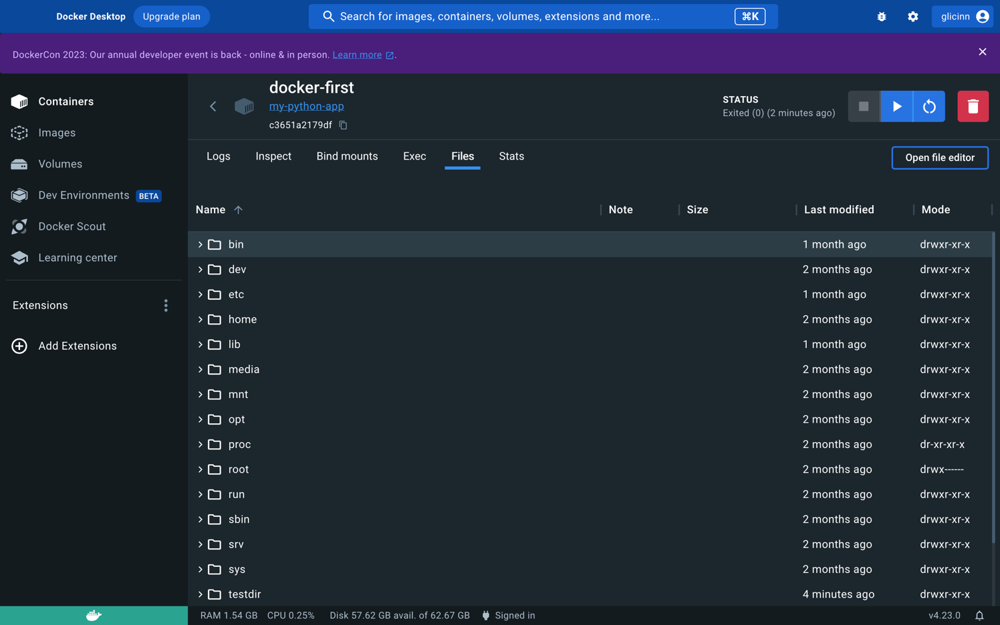 Docker Desktop
Upgrade plan
Search for images, containers, volumes, extensions and more...
⌘K
glicinn
DockerCon 2023: Our annual developer event is back - online & in person. Learn more.
Containers
Images
Volumes
Dev Environments BETA
Docker Scout
Learning center
Extensions
Add Extensions
docker-first
my-python-app
c3651a2179df
STATUS
Exited (0) (2 minutes ago)
Logs Inspect Bind mounts Exec Files Stats
Open file editor
Name Note Size Last modified Mode
bin 1 month ago drwxr-xr-x
dev 2 months ago drwxr-xr-x
etc 1 month ago drwxr-xr-x
home 2 months ago drwxr-xr-x
lib 1 month ago drwxr-xr-x
media 2 months ago drwxr-xr-x
mnt 2 months ago drwxr-xr-x
opt 2 months ago drwxr-xr-x
proc 2 months ago dr-xr-xr-x
root 2 months ago drwx------
run 2 months ago drwxr-xr-x
sbin 2 months ago drwxr-xr-x
srv 2 months ago drwxr-xr-x
sys 2 months ago drwxr-xr-x
testdir 4 minutes ago drwxr-xr-x
RAM 1.54 GB CPU 0.25% Disk 57.62 GB avail. of 62.67 GB Signed in v4.23.0